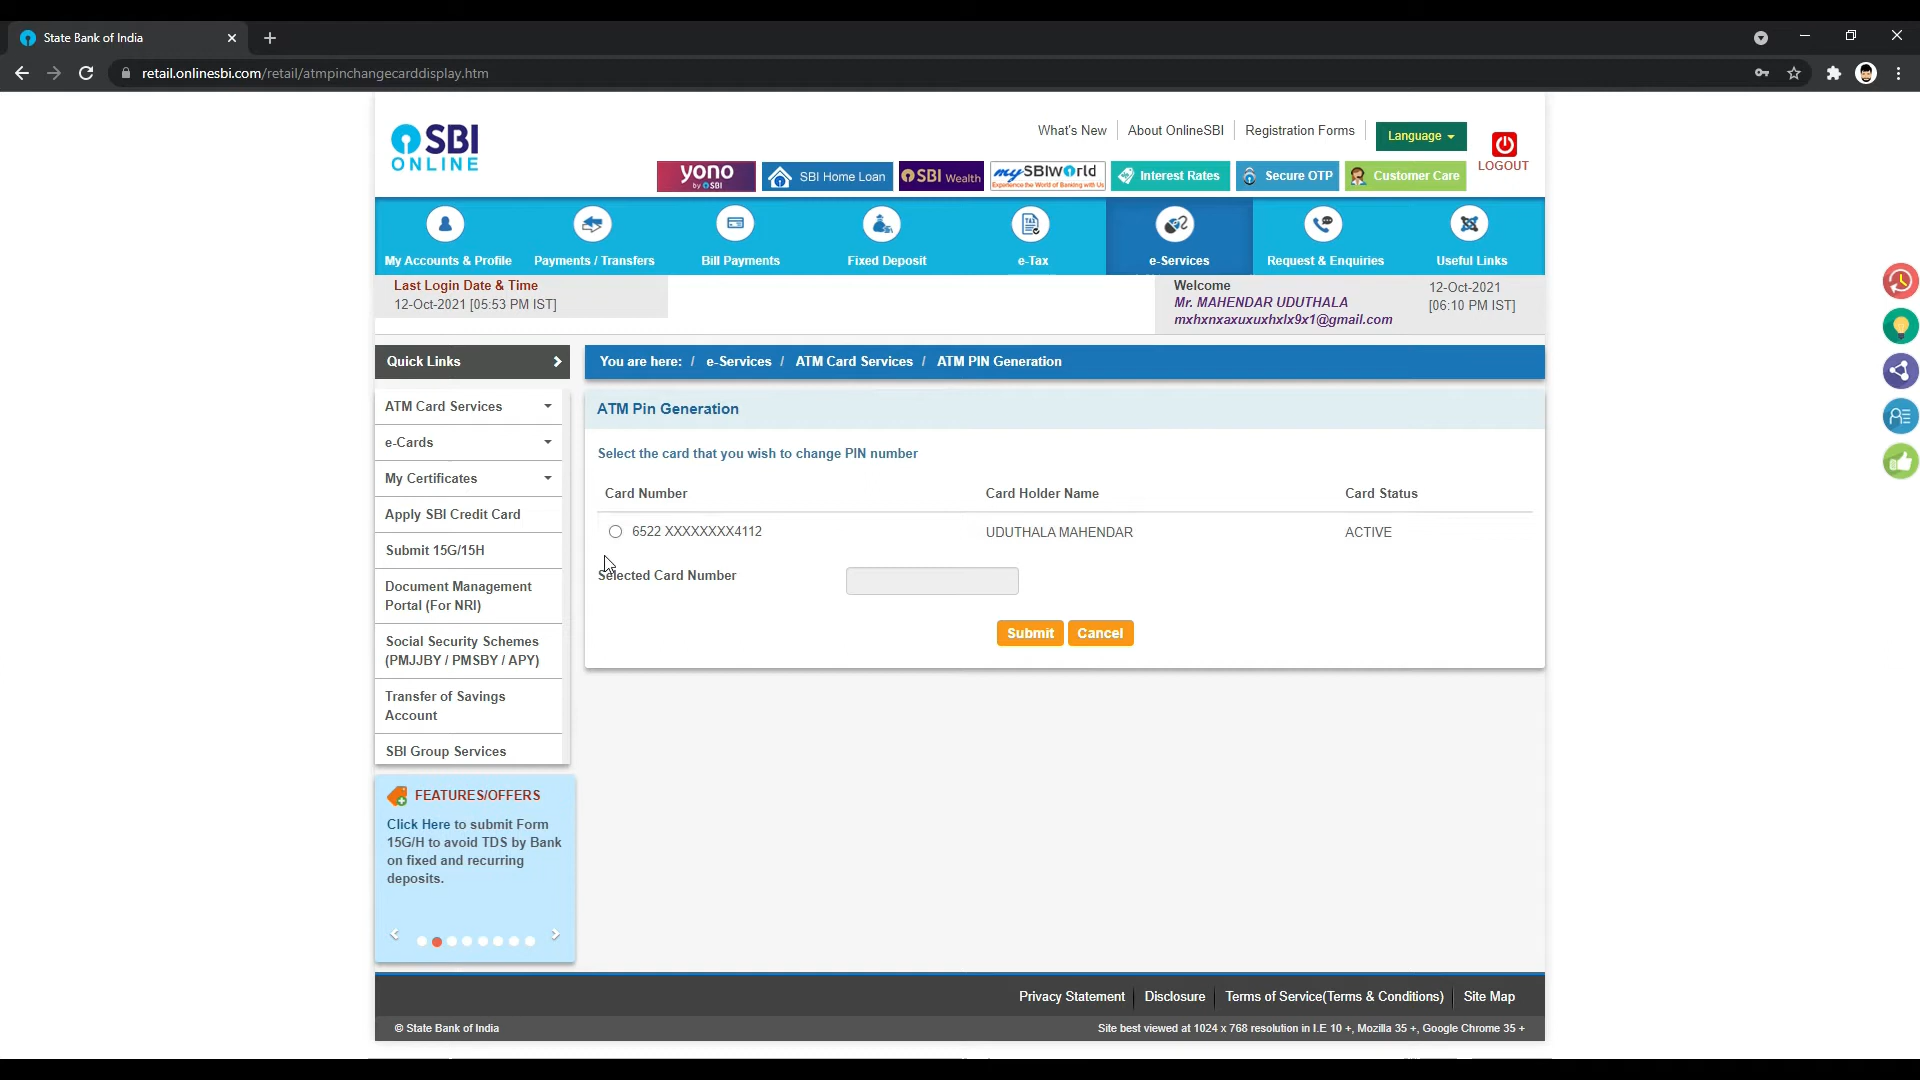 State Bank of India
retail.onlinesbi.com/retail/atmpinchangecarddisplay.htm
SBI
ONLINE
What's New
About OnlineSBI
Registration Forms
Language
LOGOUT
yono
by SBI
SBI Home Loan
SBI Wealth
mySBIWorld
Experience the World of Banking with Us
Interest Rates
Secure OTP
Customer Care
My Accounts & Profile
Payments / Transfers
Bill Payments
Fixed Deposit
TAX
e-Tax
e-Services
Request & Enquiries
Useful Links
Last Login Date & Time
12-Oct-2021 [05:53 PM IST]
Welcome
Mr. MAHENDAR UDUTHALA
mxhxnxaxuxuxhxlx9x1@gmail.com
12-Oct-2021
[06:10 PM IST]
Quick Links
You are here: / e-Services / ATM Card Services / ATM PIN Generation
ATM Card Services
e-Cards
My Certificates
Apply SBI Credit Card
Submit 15G/15H
Document Management
Portal (For NRI)
Social Security Schemes
(PMJJBY / PMSBY / APY)
Transfer of Savings
Account
SBI Group Services
ATM Pin Generation
Select the card that you wish to change PIN number
Card Number Card Holder Name Card Status
6522 XXXXXXXX4112 UDUTHALA MAHENDAR ACTIVE
Selected Card Number
Submit Cancel
FEATURES/OFFERS
Click Here to submit Form
15G/H to avoid TDS by Bank
on fixed and recurring
deposits.
Privacy Statement Disclosure Terms of Service(Terms & Conditions) Site Map
© State Bank of India
Site best viewed at 1024 x 768 resolution in I.E 10 +, Mozilla 35 +, Google Chrome 35 +